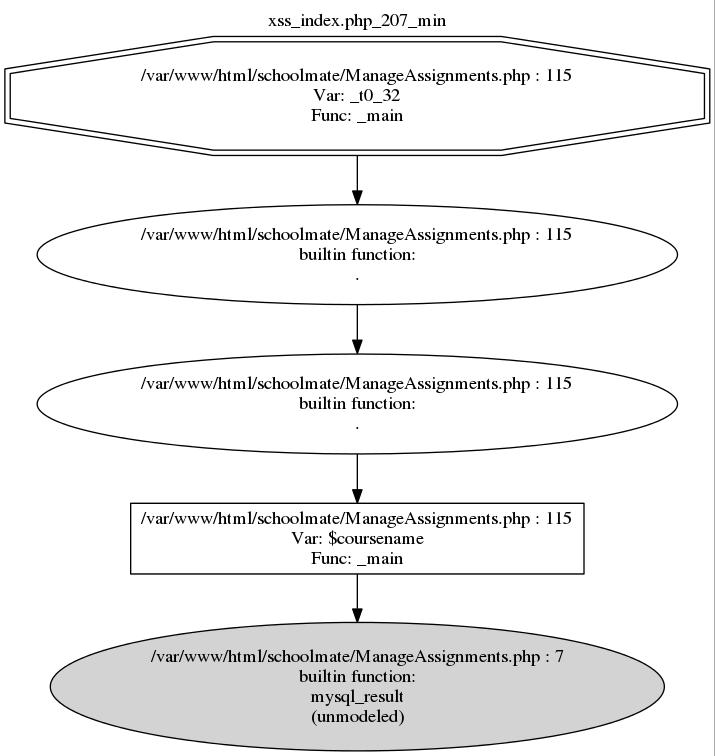 xss_index.php_207_min
/var/www/html/schoolmate/ManageAssignments.php : 115
Var: _t0_32
Func: _main
/var/www/html/schoolmate/ManageAssignments.php : 115
builtin function:
.
/var/www/html/schoolmate/ManageAssignments.php : 115
builtin function:
.
/var/www/html/schoolmate/ManageAssignments.php : 115
Var: $coursename
Func: _main
/var/www/html/schoolmate/ManageAssignments.php : 7
builtin function:
mysql_result
(unmodeled)